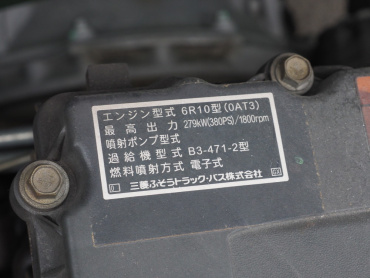 エンジン型式 6R10型(0AT3)
最高出力 279kW(380PS)/1800rpm
噴射ポンプ型式
過給機型式 B3-471-2型
燃料噴射方式 電子式
三菱ふそうトラック・バス株式会社